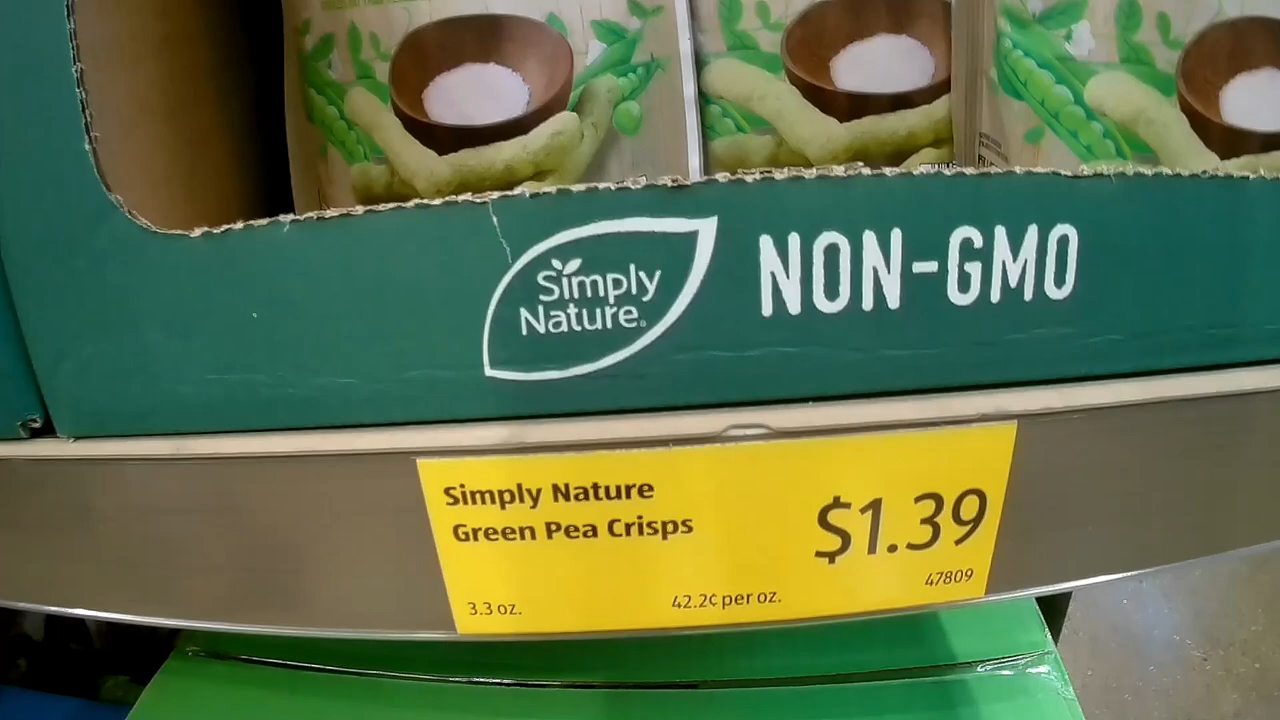 Simply
Nature®
NON-GMO
Simply Nature
Green Pea Crisps
$1.39
47809
3.3 oz.
42.2¢ per oz.